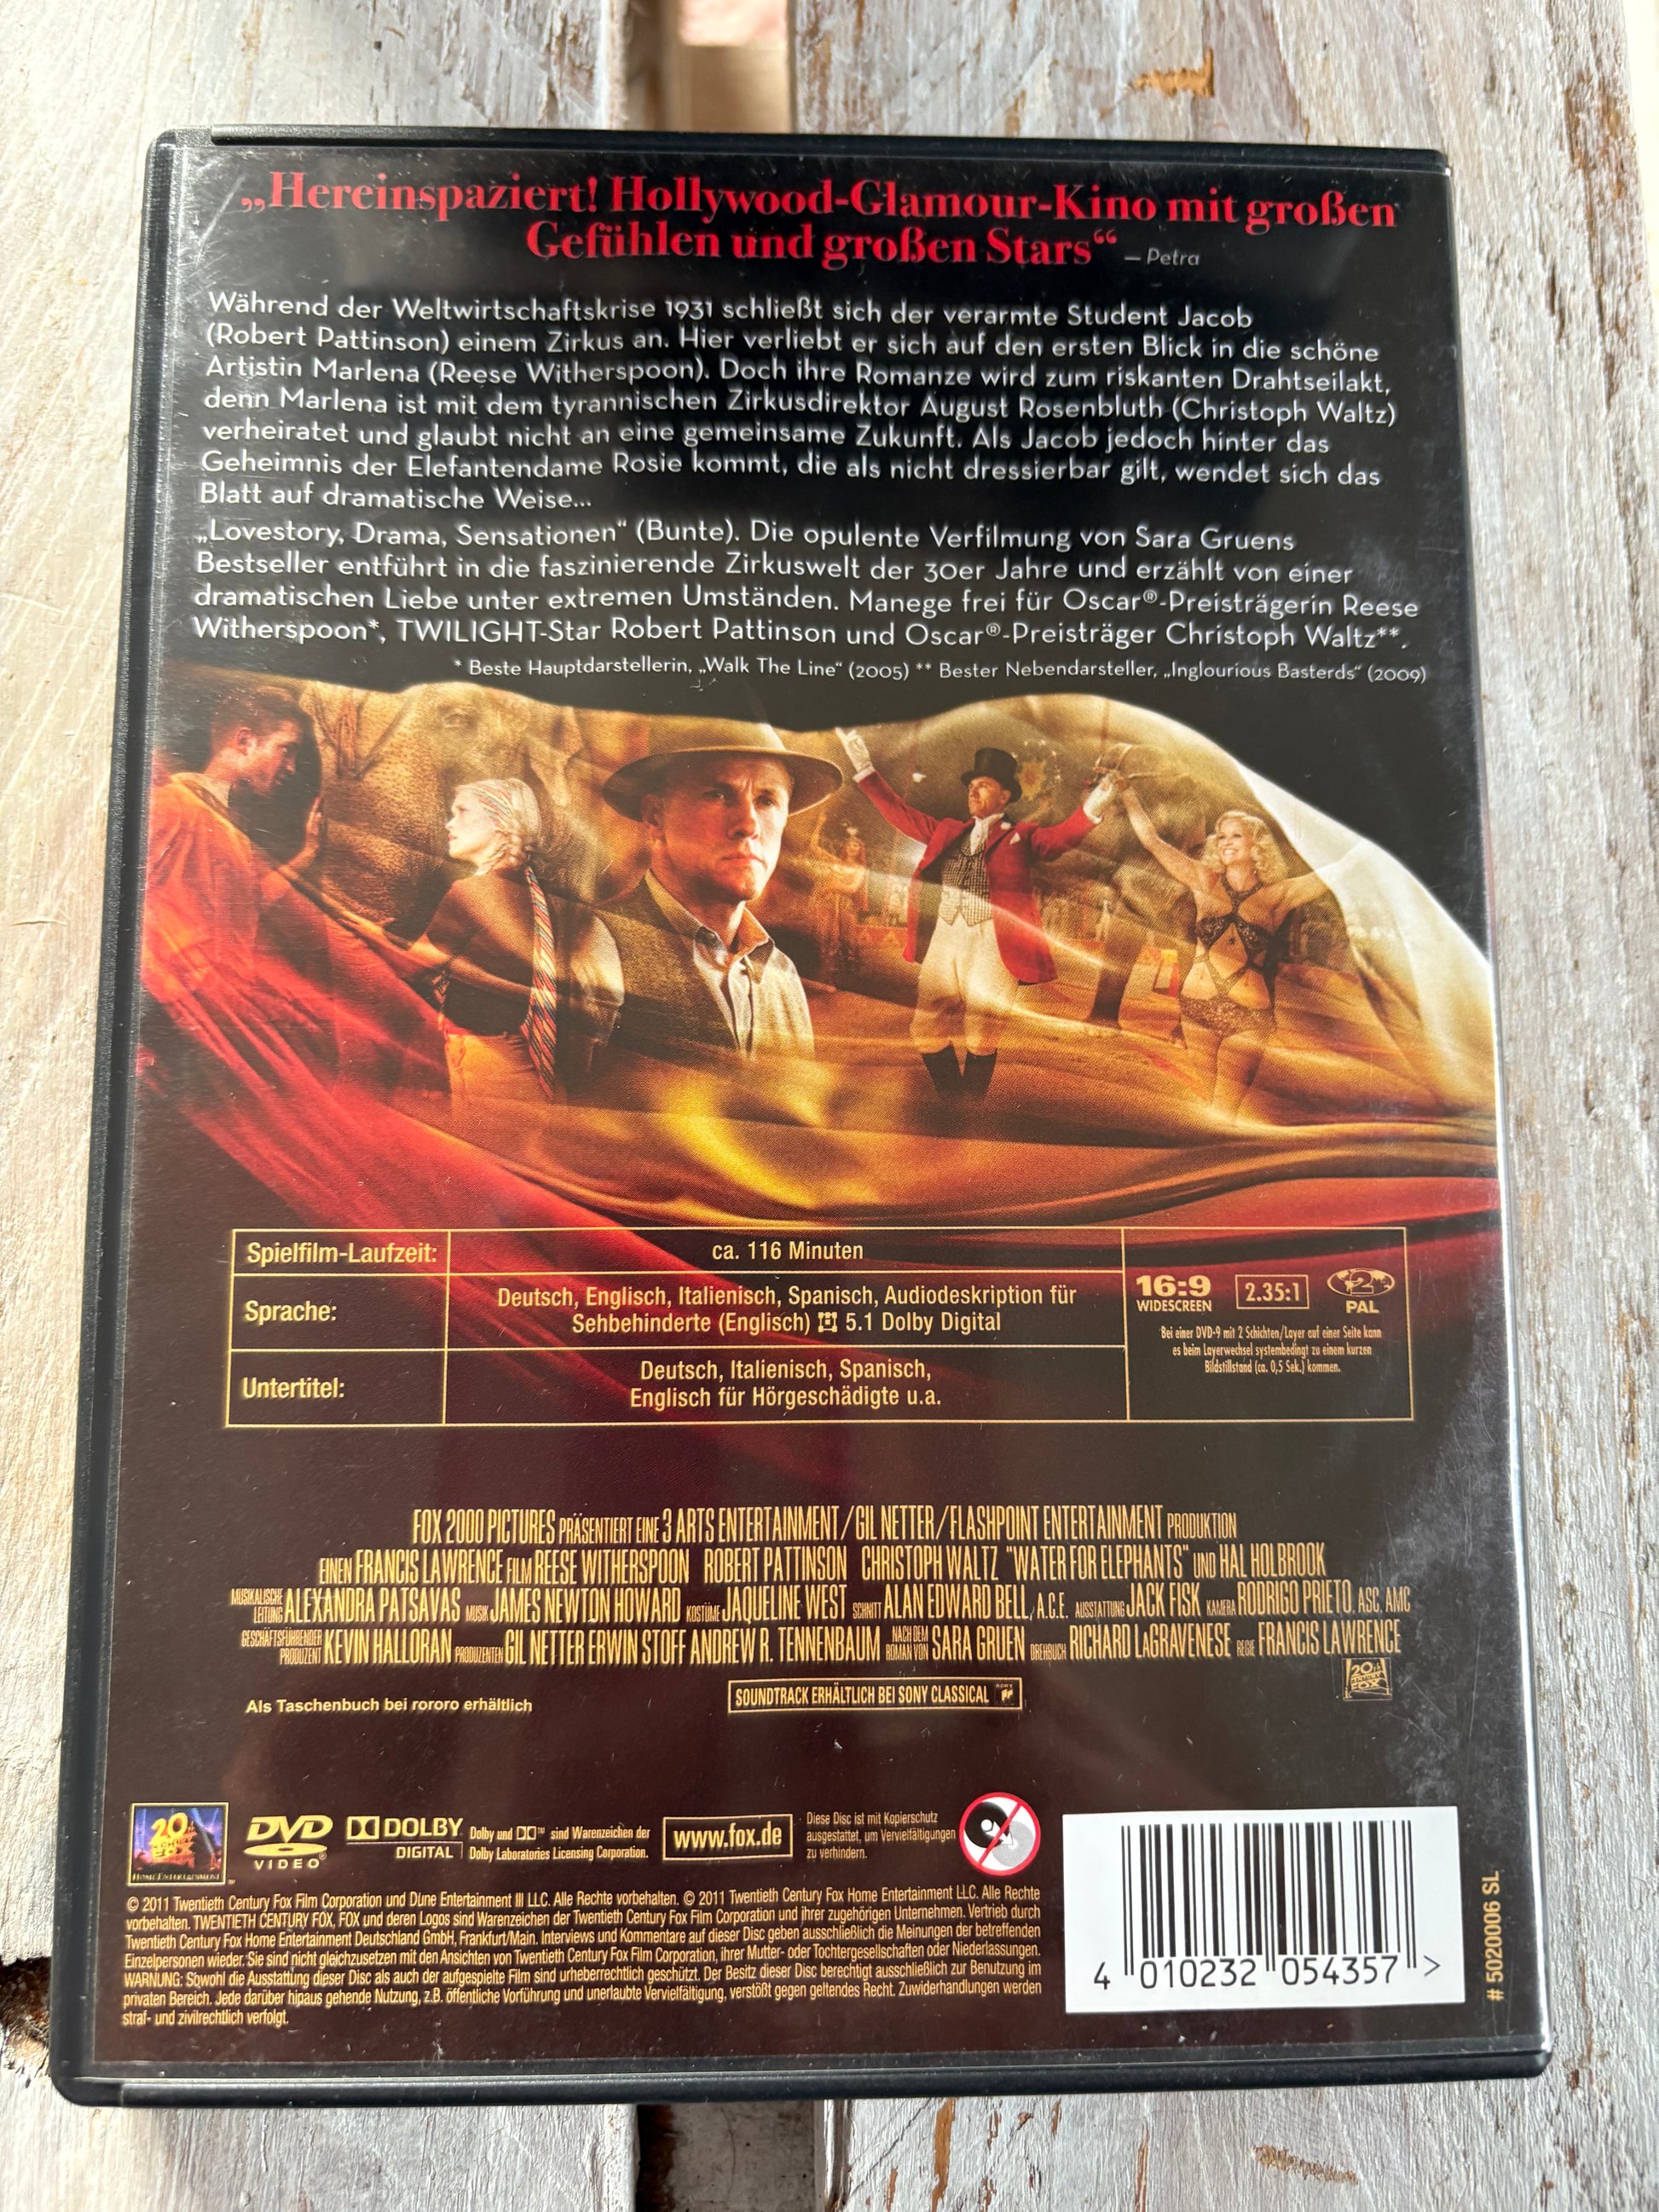 „Hereinspaziert! Hollywood-Glamour-Kino mit großen
Gefühlen und großen Stars“ – Petra
Während der Weltwirtschaftskrise 1931 schließt sich der verarmte Student Jacob
(Robert Pattinson) einem Zirkus an. Hier verliebt er sich auf den ersten Blick in die schöne
Artistin Marlena (Reese Witherspoon). Doch ihre Romanze wird zum riskanten Drahtseilakt,
denn Marlena ist mit dem tyrannischen Zirkusdirektor August Rosenbluth (Christoph Waltz)
verheiratet und glaubt nicht an eine gemeinsame Zukunft. Als Jacob jedoch hinter das
Geheimnis der Elefantendame Rosie kommt, die als nicht dressierbar gilt, wendet sich das
Blatt auf dramatische Weise...
„Lovestory, Drama, Sensationen“ (Bunte). Die opulente Verfilmung von Sara Gruens
Bestseller entführt in die faszinierende Zirkuswelt der 30er Jahre und erzählt von einer
dramatischen Liebe unter extremen Umständen. Manege frei für Oscar®-Preisträgerin Reese
Witherspoon*, TWILIGHT-Star Robert Pattinson und Oscar®-Preisträger Christoph Waltz**.
* Beste Hauptdarstellerin, „Walk The Line“ (2005) ** Bester Nebendarsteller, „Inglourious Basterds“ (2009)
Spielfilm-Laufzeit: ca. 116 Minuten
Sprache: Deutsch, Englisch, Italienisch, Spanisch, Audiodeskription für
Sehbehinderte (Englisch) 5.1 Dolby Digital
Untertitel: Deutsch, Italienisch, Spanisch,
Englisch für Hörgeschädigte u.a.
16:9 2.35:1 2
WIDESCREEN PAL
Bei einer DVD-9 mit 2 Schichten/Layer auf einer Seite kann
es beim Layerwechsel systembedingt zu einem kurzen
Bildstillstand (ca. 0,5 Sek.) kommen.
FOX 2000 PICTURES PRÄSENTIERT EINE 3 ARTS ENTERTAINMENT/GIL NETTER/FLASHPOINT ENTERTAINMENT PRODUKTION
EINEN FRANCIS LAWRENCE FILM REESE WITHERSPOON ROBERT PATTINSON CHRISTOPH WALTZ "WATER FOR ELEPHANTS" UND HAL HOLBROOK
MUSIKALISCHE LEITUNG ALEXANDRA PATSAVAS MUSIK JAMES NEWTON HOWARD KOSTÜME JAQUELINE WEST SCHNITT ALAN EDWARD BELL, A.C.E. AUSSTATTUNG JACK FISK KAMERA RODRIGO PRIETO, ASC, AMC
GESCHÄFTSFÜHRENDER PRODUZENT KEVIN HALLORAN PRODUZENTEN GIL NETTER ERWIN STOFF ANDREW R. TENNENBAUM NACH DEM ROMAN VON SARA GRUEN DREHBUCH RICHARD LaGRAVENESE REGIE FRANCIS LAWRENCE
20th CENTURY FOX
Als Taschenbuch bei rororo erhältlich
SOUNDTRACK ERHÄLTLICH BEI SONY CLASSICAL SONY
20th CENTURY FOX
HOME ENTERTAINMENT
DVD
VIDEO
DOLBY
DIGITAL
Dolby und ™ sind Warenzeichen der
Dolby Laboratories Licensing Corporation.
www.fox.de
Diese Disc ist mit Kopierschutz
ausgestattet, um Vervielfältigungen
zu verhindern.
© 2011 Twentieth Century Fox Film Corporation und Dune Entertainment III LLC. Alle Rechte vorbehalten. © 2011 Twentieth Century Fox Home Entertainment LLC. Alle Rechte
vorbehalten. TWENTIETH CENTURY FOX, FOX und deren Logos sind Warenzeichen der Twentieth Century Fox Film Corporation und ihrer zugehörigen Unternehmen. Vertrieb durch
Twentieth Century Fox Home Entertainment Deutschland GmbH, Frankfurt/Main. Interviews und Kommentare auf dieser Disc geben ausschließlich die Meinungen der betreffenden
Einzelpersonen wieder. Sie sind nicht gleichzusetzen mit den Ansichten von Twentieth Century Fox Film Corporation, ihrer Mutter- oder Tochtergesellschaften oder Niederlassungen.
WARNUNG: Sowohl die Ausstattung dieser Disc als auch der aufgespielte Film sind urheberrechtlich geschützt. Der Besitz dieser Disc berechtigt ausschließlich zur Benutzung im
privaten Bereich. Jede darüber hinaus gehende Nutzung, z.B. öffentliche Vorführung und unerlaubte Vervielfältigung, verstößt gegen geltendes Recht. Zuwiderhandlungen werden
straf- und zivilrechtlich verfolgt.
4 010232 054357 >
# 5020006 SL